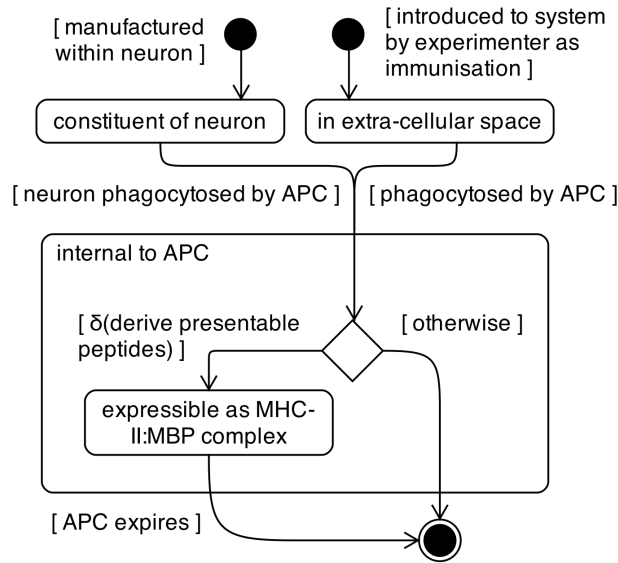 [ manufactured
within neuron ]
[ introduced to system
by experimenter as
immunisation ]
constituent of neuron
in extra-cellular space
[ neuron phagocytosed by APC ]
[ phagocytosed by APC ]
internal to APC
[ δ(derive presentable
peptides) ]
[ otherwise ]
expressible as MHC-
II:MBP complex
[ APC expires ]